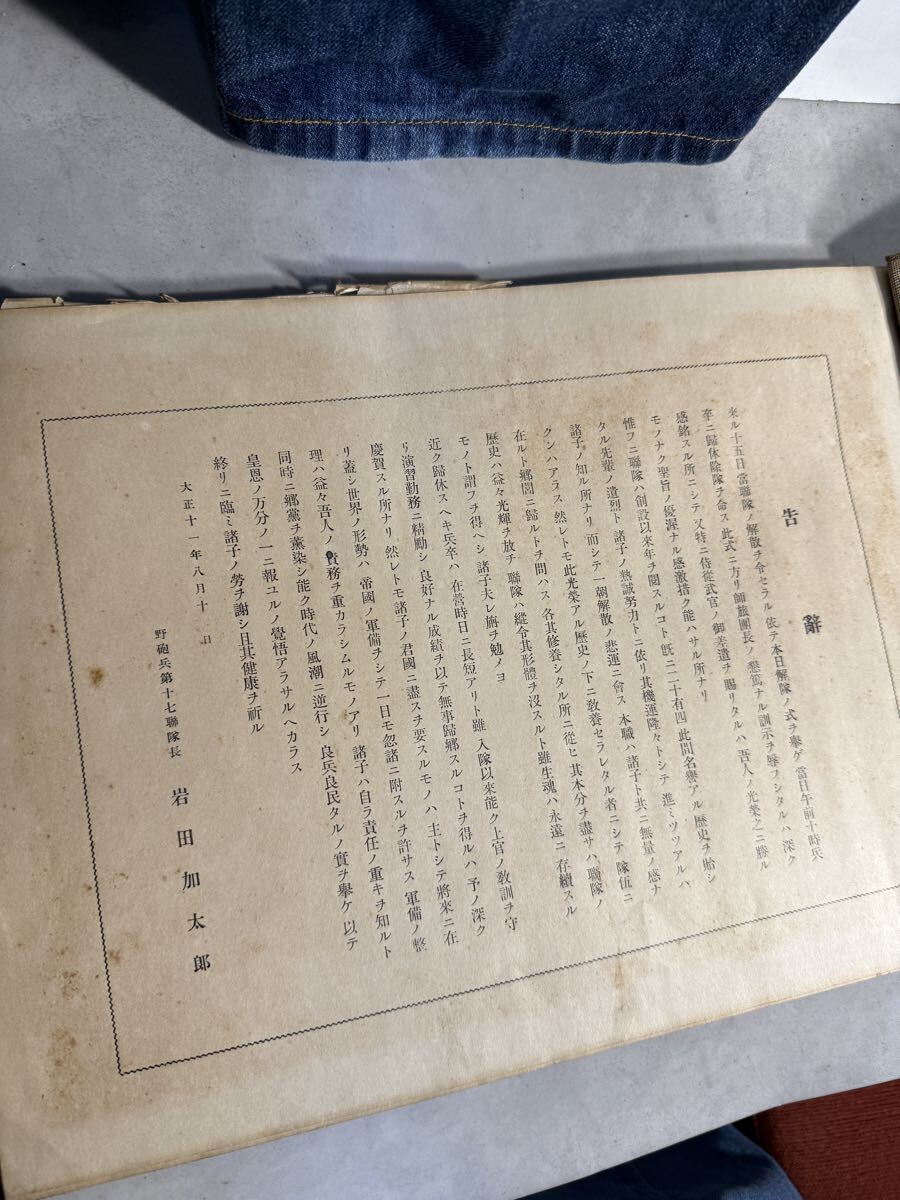 告辭
來ル十五日當聯隊ノ解散ヲ令セラル依テ本日解隊ノ式ヲ擧ゲ當日午前十時兵
卒ニ歸休除隊ヲ命ス此式ニ方リ師旅團長ノ懇篤ナル訓示ヲ辱フシタルハ深ク
感銘スル所ニシテ又特ニ侍從武官ノ御差遣ヲ賜リタルハ吾人ノ光榮之ニ勝ル
モノナク聖旨ノ優渥ナル感激措ク能ハサル所ナリ
惟フニ聯隊ハ創設以來年ヲ閱スルコト旣ニ二十有四此間名譽アル歷史ヲ貽シ
タル先輩ノ遺烈ト諸子ノ熱誠努力トニ依リ其機運隆々トシテ進ミツツアルハ
諸子ノ知ル所ナリ而シテ一朝解散ノ悲運ニ會ス本職ハ諸子ト共ニ無量ノ感ナ
クンハアラス然レトモ此光榮アル歷史ノ下ニ敎養セラレタル者ニシテ隊伍ニ
在ルト鄕閭ニ歸ルトヲ問ハス各其修養シタル所ニ從ヒ其本分ヲ盡サハ聯隊ノ
歷史ハ益々光輝ヲ放チ聯隊ハ縱令其形體ヲ沒スルト雖生魂ハ永遠ニ存續スル
モノト謂フヲ得ヘシ諸子夫レ旃ヲ勉メヨ
近ク歸休スヘキ兵卒ハ在營時日ニ長短アリト雖入隊以來能ク上官ノ敎訓ヲ守
リ演習勤務ニ精勵シ良好ナル成績ヲ以テ無事歸鄕スルコトヲ得ルハ予ノ深ク
慶賀スル所ナリ然レトモ諸子ノ君國ニ盡スヲ要スルモノハ主トシテ將來ニ在
リ蓋シ世界ノ形勢ハ帝國ノ軍備ヲシテ一日モ忽諸ニ附スルヲ許サス軍備ノ整
理ハ益々吾人ノ責務ヲ重カラシムルモノアリ諸子ハ自ラ責任ノ重キヲ知ルト
同時ニ鄕黨ヲ薰染シ能ク時代ノ風潮ニ逆行シ良兵良民タルノ實ヲ擧ケ以テ
皇恩ノ万分ノ一ニ報ユルノ覺悟アラサルヘカラス
終リニ臨ミ諸子ノ勞ヲ謝シ且其健康ヲ祈ル
大正十一年八月十日
野砲兵第十七聯隊長 岩田加太郎